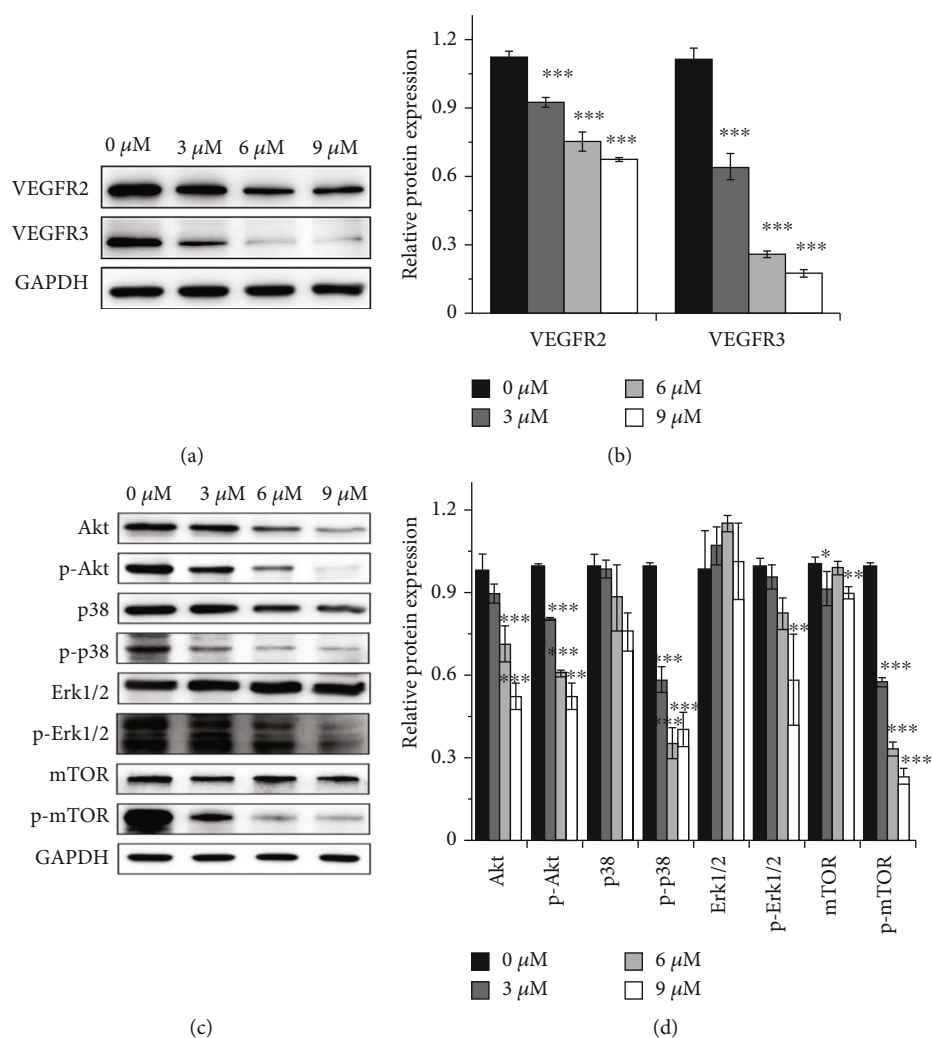 0 μM 3 μM 6 μM 9 μM
VEGFR2
VEGFR3
GAPDH
(a)
Relative protein expression
1.2
0.9
0.6
0.3
0
***
***
***
***
***
***
VEGFR2 VEGFR3
0 μM 6 μM
3 μM 9 μM
(b)
0 μM 3 μM 6 μM 9 μM
Akt
p-Akt
p38
p-p38
Erk1/2
p-Erk1/2
mTOR
p-mTOR
GAPDH
(c)
Relative protein expression
1.2
0.9
0.6
0.3
0
***
***
***
***
**
***
***
***
**
*
**
***
***
***
Akt p-Akt p38 p-p38 Erk1/2 p-Erk1/2 mTOR p-mTOR
0 μM 6 μM
3 μM 9 μM
(d)